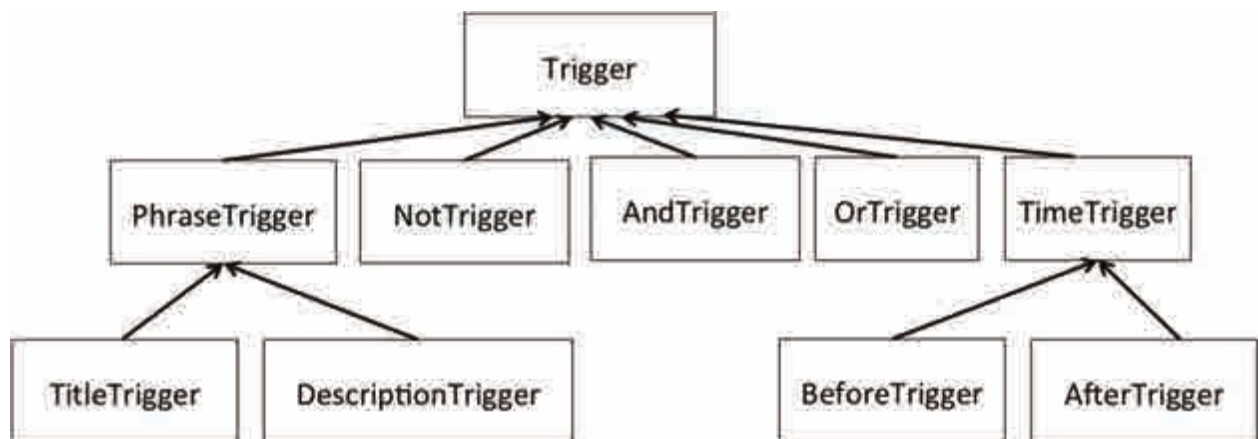 Trigger
PhraseTrigger
NotTrigger
AndTrigger
OrTrigger
TimeTrigger
TitleTrigger
DescriptionTrigger
BeforeTrigger
AfterTrigger